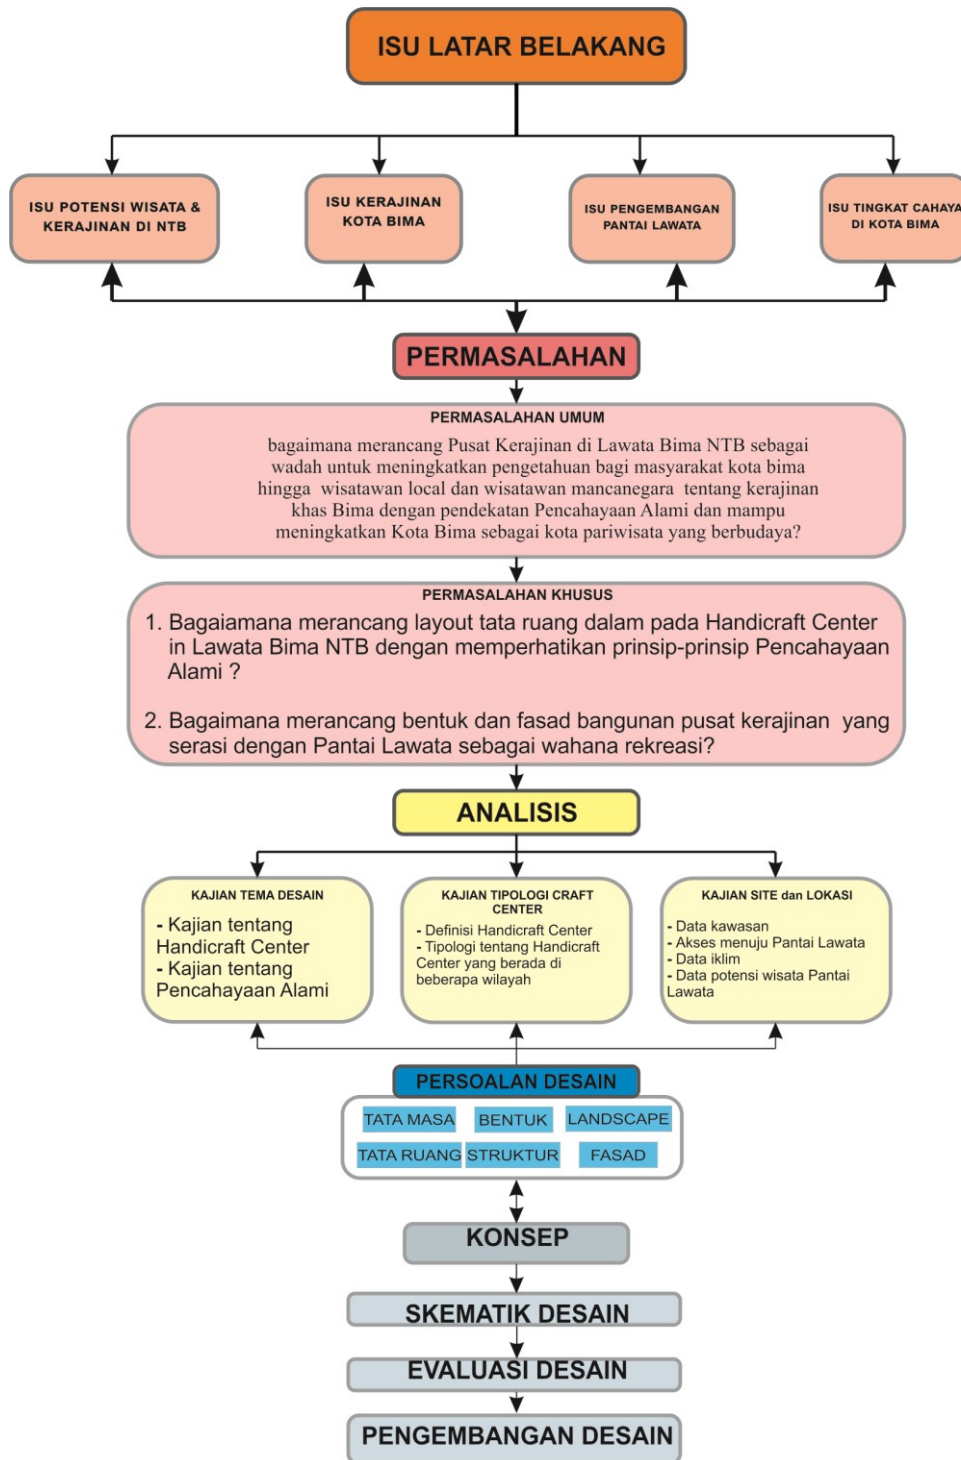 ISU LATAR BELAKANG
ISU POTENSI WISATA &
KERAJINAN DI NTB
ISU KERAJINAN
KOTA BIMA
ISU PENGEMBANGAN
PANTAI LAWATA
ISU TINGKAT CAHAYA
DI KOTA BIMA
PERMASALAHAN
PERMASALAHAN UMUM
bagaimana merancang Pusat Kerajinan di Lawata Bima NTB sebagai
wadah untuk meningkatkan pengetahuan bagi masyarakat kota bima
hingga wisatawan local dan wisatawan mancanegara tentang kerajinan
khas Bima dengan pendekatan Pencahayaan Alami dan mampu
meningkatkan Kota Bima sebagai kota pariwisata yang berbudaya?
PERMASALAHAN KHUSUS
1. Bagaiamana merancang layout tata ruang dalam pada Handicraft Center
in Lawata Bima NTB dengan memperhatikan prinsip-prinsip Pencahayaan
Alami ?
2. Bagaimana merancang bentuk dan fasad bangunan pusat kerajinan yang
serasi dengan Pantai Lawata sebagai wahana rekreasi?
ANALISIS
KAJIAN TEMA DESAIN
- Kajian tentang
Handicraft Center
- Kajian tentang
Pencahayaan Alami
KAJIAN TIPOLOGI CRAFT
CENTER
- Definisi Handicraft Center
- Tipologi tentang Handicraft
Center yang berada di
beberapa wilayah
KAJIAN SITE dan LOKASI
- Data kawasan
- Akses menuju Pantai Lawata
- Data iklim
- Data potensi wisata Pantai
Lawata
PERSOALAN DESAIN
TATA MASA
BENTUK
LANDSCAPE
TATA RUANG
STRUKTUR
FASAD
KONSEP
SKEMATIK DESAIN
EVALUASI DESAIN
PENGEMBANGAN DESAIN